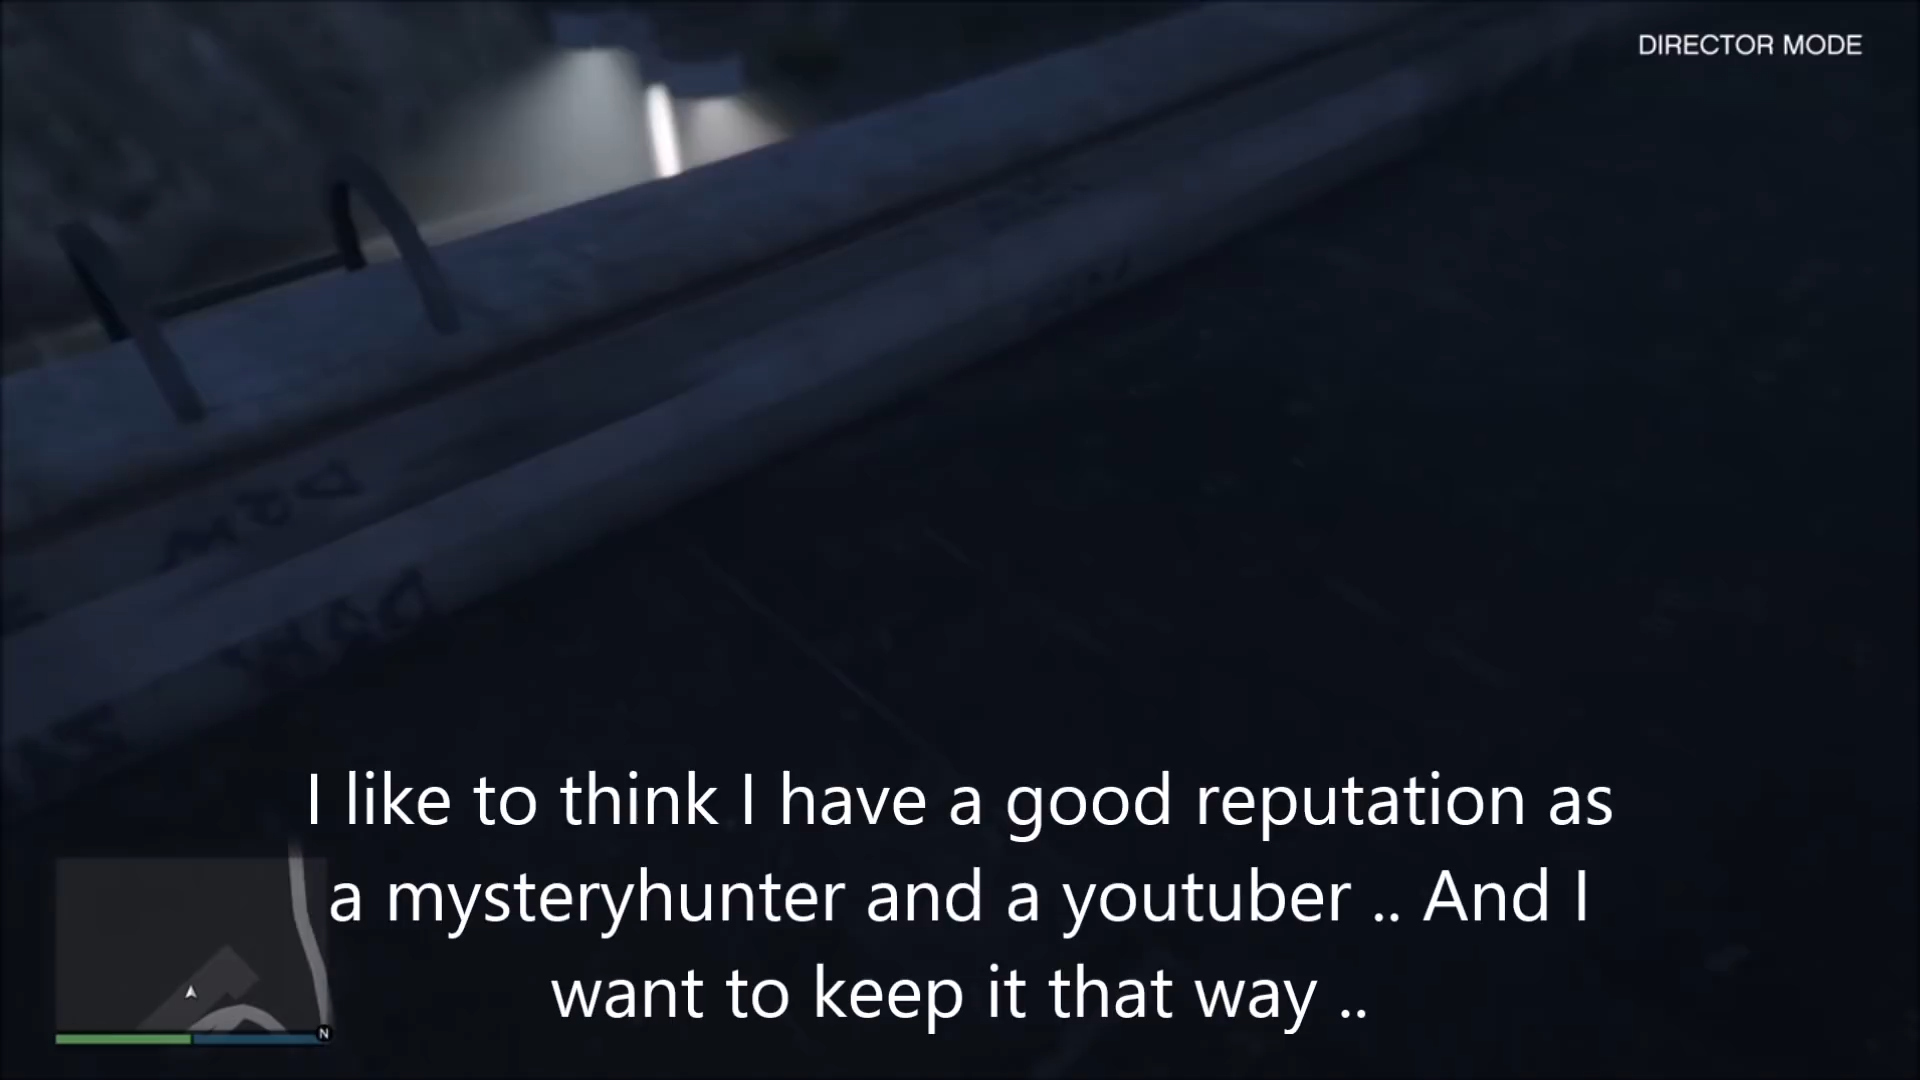 DIRECTOR MODE
I like to think I have a good reputation as
a mysteryhunter and a youtuber .. And I
want to keep it that way ..
N